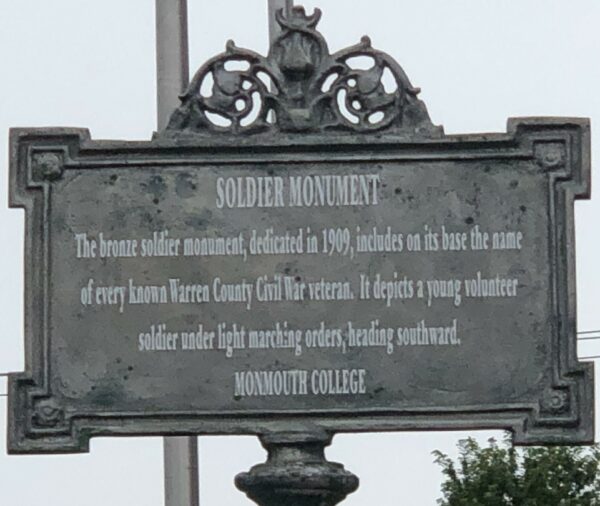 SOLDIER MONUMENT
The bronze soldier monument, dedicated in 1909, includes on its base the name
of every known Warren County Civil War veteran. It depicts a young volunteer
soldier under light marching orders, heading southward.
MONMOUTH COLLEGE